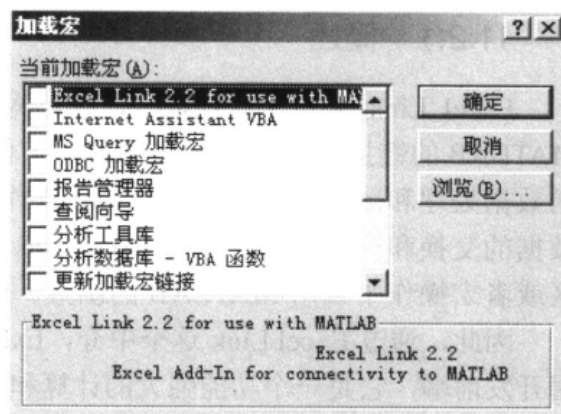 加载宏
? ×
当前加载宏(A):
Excel Link 2.2 for use with MA
Internet Assistant VBA
MS Query 加载宏
ODBC 加载宏
报告管理器
查阅向导
分析工具库
分析数据库 - VBA 函数
更新加载宏链接
确定
取消
浏览(B)...
Excel Link 2.2 for use with MATLAB
Excel Link 2.2
Excel Add-In for connectivity to MATLAB